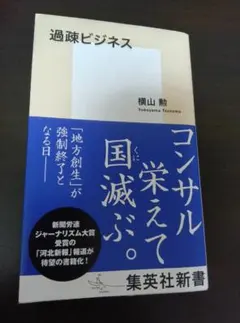 過疎ビジネス
横山 勲
Yokoyama Tsutomu
コンサル
栄えて
国滅ぶ。
くに
「地方創生」が
強制終了と
なる日――
新聞労連
ジャーナリズム大賞
受賞の
「河北新報」報道が
待望の書籍化!
集英社新書